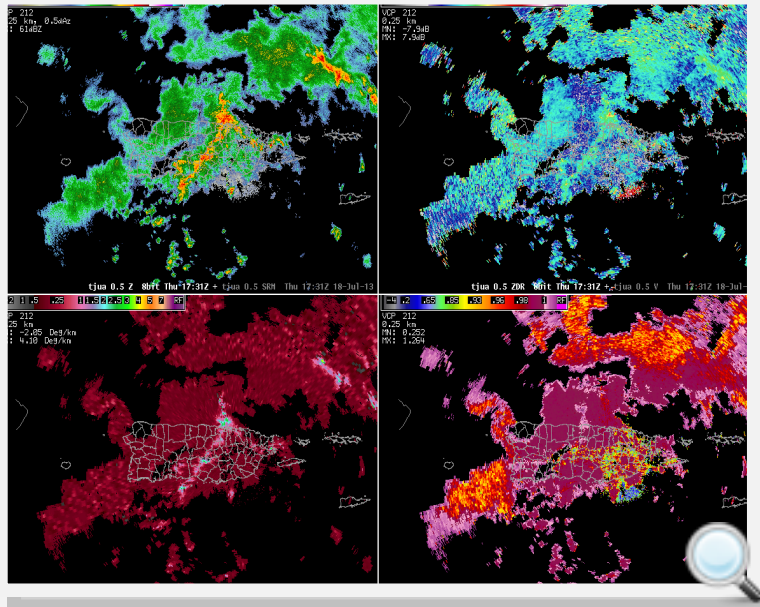 P 212
25 km, 0.5dAz
: 61dBZ
VCP 212
0.25 km
MN: -7.9dB
MX: 7.9dB
tjua 0.5 Z 8bit Thu 17:31Z + tjua 0.5 SRM Thu 17:31Z 18-Jul-13
tjua 0.5 ZDR 8bit Thu 17:31Z + tjua 0.5 V Thu 17:31Z 18-Jul-
2 1 .5 .25 1 1.5 2 2.5 3 4 5 7 RF
-4 .2 .65 .85 .93 .96 .98 1 RF
P 212
25 km
: -2.05 Deg/km
: 4.10 Deg/km
VCP 212
0.25 km
MN: 0.252
MX: 1.264